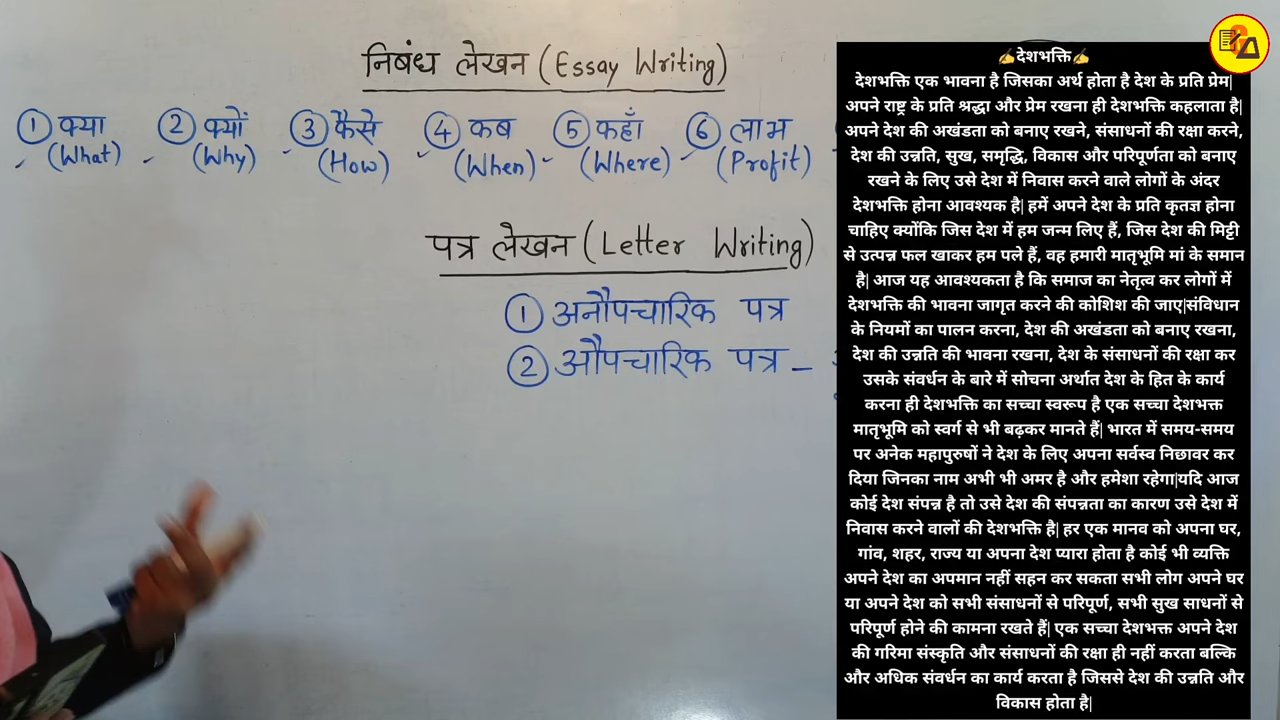 निबंध लेखन (Essay Writing)
① क्या (What) ② क्यों (Why) ③ कैसे (How) ④ कब (When) ⑤ कहाँ (Where) ⑥ लाभ (Profit)
पत्र लेखन (Letter Writing)
① अनौपचारिक पत्र
② औपचारिक पत्र –
✍देशभक्ति✍
देशभक्ति एक भावना है जिसका अर्थ होता है देश के प्रति प्रेम|
अपने राष्ट्र के प्रति श्रद्धा और प्रेम रखना ही देशभक्ति कहलाता है|
अपने देश की अखंडता को बनाए रखने, संसाधनों की रक्षा करने,
देश की उन्नति, सुख, समृद्धि, विकास और परिपूर्णता को बनाए
रखने के लिए उसे देश में निवास करने वाले लोगों के अंदर
देशभक्ति होना आवश्यक है| हमें अपने देश के प्रति कृतज्ञ होना
चाहिए क्योंकि जिस देश में हम जन्म लिए हैं, जिस देश की मिट्टी
से उत्पन्न फल खाकर हम पले हैं, वह हमारी मातृभूमि मां के समान
है| आज यह आवश्यकता है कि समाज का नेतृत्व कर लोगों में
देशभक्ति की भावना जागृत करने की कोशिश की जाए|संविधान
के नियमों का पालन करना, देश की अखंडता को बनाए रखना,
देश की उन्नति की भावना रखना, देश के संसाधनों की रक्षा कर
उसके संवर्धन के बारे में सोचना अर्थात देश के हित के कार्य
करना ही देशभक्ति का सच्चा स्वरूप है एक सच्चा देशभक्त
मातृभूमि को स्वर्ग से भी बढ़कर मानते हैं| भारत में समय-समय
पर अनेक महापुरुषों ने देश के लिए अपना सर्वस्व निछावर कर
दिया जिनका नाम अभी भी अमर है और हमेशा रहेगा|यदि आज
कोई देश संपन्न है तो उसे देश की संपन्नता का कारण उसे देश में
निवास करने वालों की देशभक्ति है| हर एक मानव को अपना घर,
गांव, शहर, राज्य या अपना देश प्यारा होता है कोई भी व्यक्ति
अपने देश का अपमान नहीं सहन कर सकता सभी लोग अपने घर
या अपने देश को सभी संसाधनों से परिपूर्ण, सभी सुख साधनों से
परिपूर्ण होने की कामना रखते हैं| एक सच्चा देशभक्त अपने देश
की गरिमा संस्कृति और संसाधनों की रक्षा ही नहीं करता बल्कि
और अधिक संवर्धन का कार्य करता है जिससे देश की उन्नति और
विकास होता है|